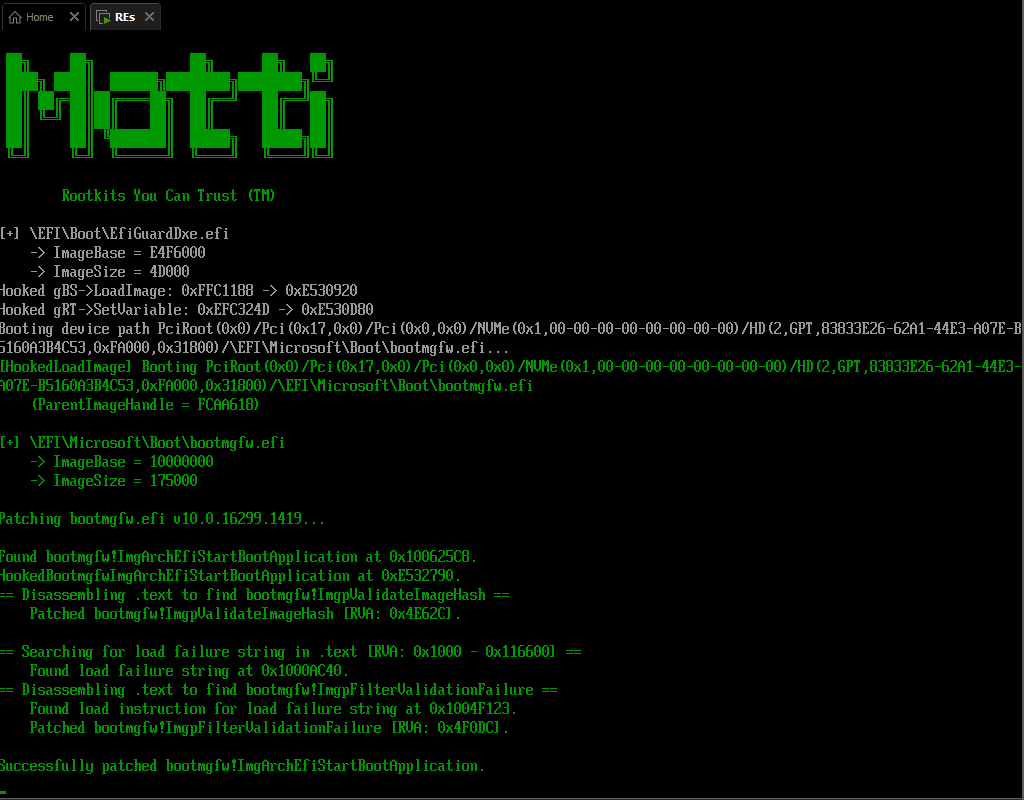 Home
REs
Motti
Rootkits You Can Trust (TM)
[+] \EFI\Boot\EfiGuardDxe.efi
-> ImageBase = E4F6000
-> ImageSize = 4D000
Hooked gBS->LoadImage: 0xFFC1188 -> 0xE530920
Hooked gRT->SetVariable: 0xEFC324D -> 0xE530D80
Booting device path PciRoot(0x0)/Pci(0x17,0x0)/Pci(0x0,0x0)/NVMe(0x1,00-00-00-00-00-00-00-00)/HD(2,GPT,83833E26-62A1-44E3-A07E-B
5160A3B4C53,0xFA000,0x31800)/\EFI\Microsoft\Boot\bootmgfw.efi...
[HookedLoadImage] Booting PciRoot(0x0)/Pci(0x17,0x0)/Pci(0x0,0x0)/NVMe(0x1,00-00-00-00-00-00-00-00)/HD(2,GPT,83833E26-62A1-44E3-
A07E-B5160A3B4C53,0xFA000,0x31800)/\EFI\Microsoft\Boot\bootmgfw.efi
(ParentImageHandle = FCAA618)
[+] \EFI\Microsoft\Boot\bootmgfw.efi
-> ImageBase = 10000000
-> ImageSize = 175000
Patching bootmgfw.efi v10.0.16299.1419...
Found bootmgfw!ImgArchEfiStartBootApplication at 0x100625C8.
HookedBootmgfwImgArchEfiStartBootApplication at 0xE532790.
== Disassembling .text to find bootmgfw!ImgpValidateImageHash ==
Patched bootmgfw!ImgpValidateImageHash [RVA: 0x4E62C].
== Searching for load failure string in .text [RVA: 0x1000 - 0x116600] ==
Found load failure string at 0x1000AC40.
== Disassembling .text to find bootmgfw!ImgpFilterValidationFailure ==
Found load instruction for load failure string at 0x1004F123.
Patched bootmgfw!ImgpFilterValidationFailure [RVA: 0x4F0DC].
Successfully patched bootmgfw!ImgArchEfiStartBootApplication.